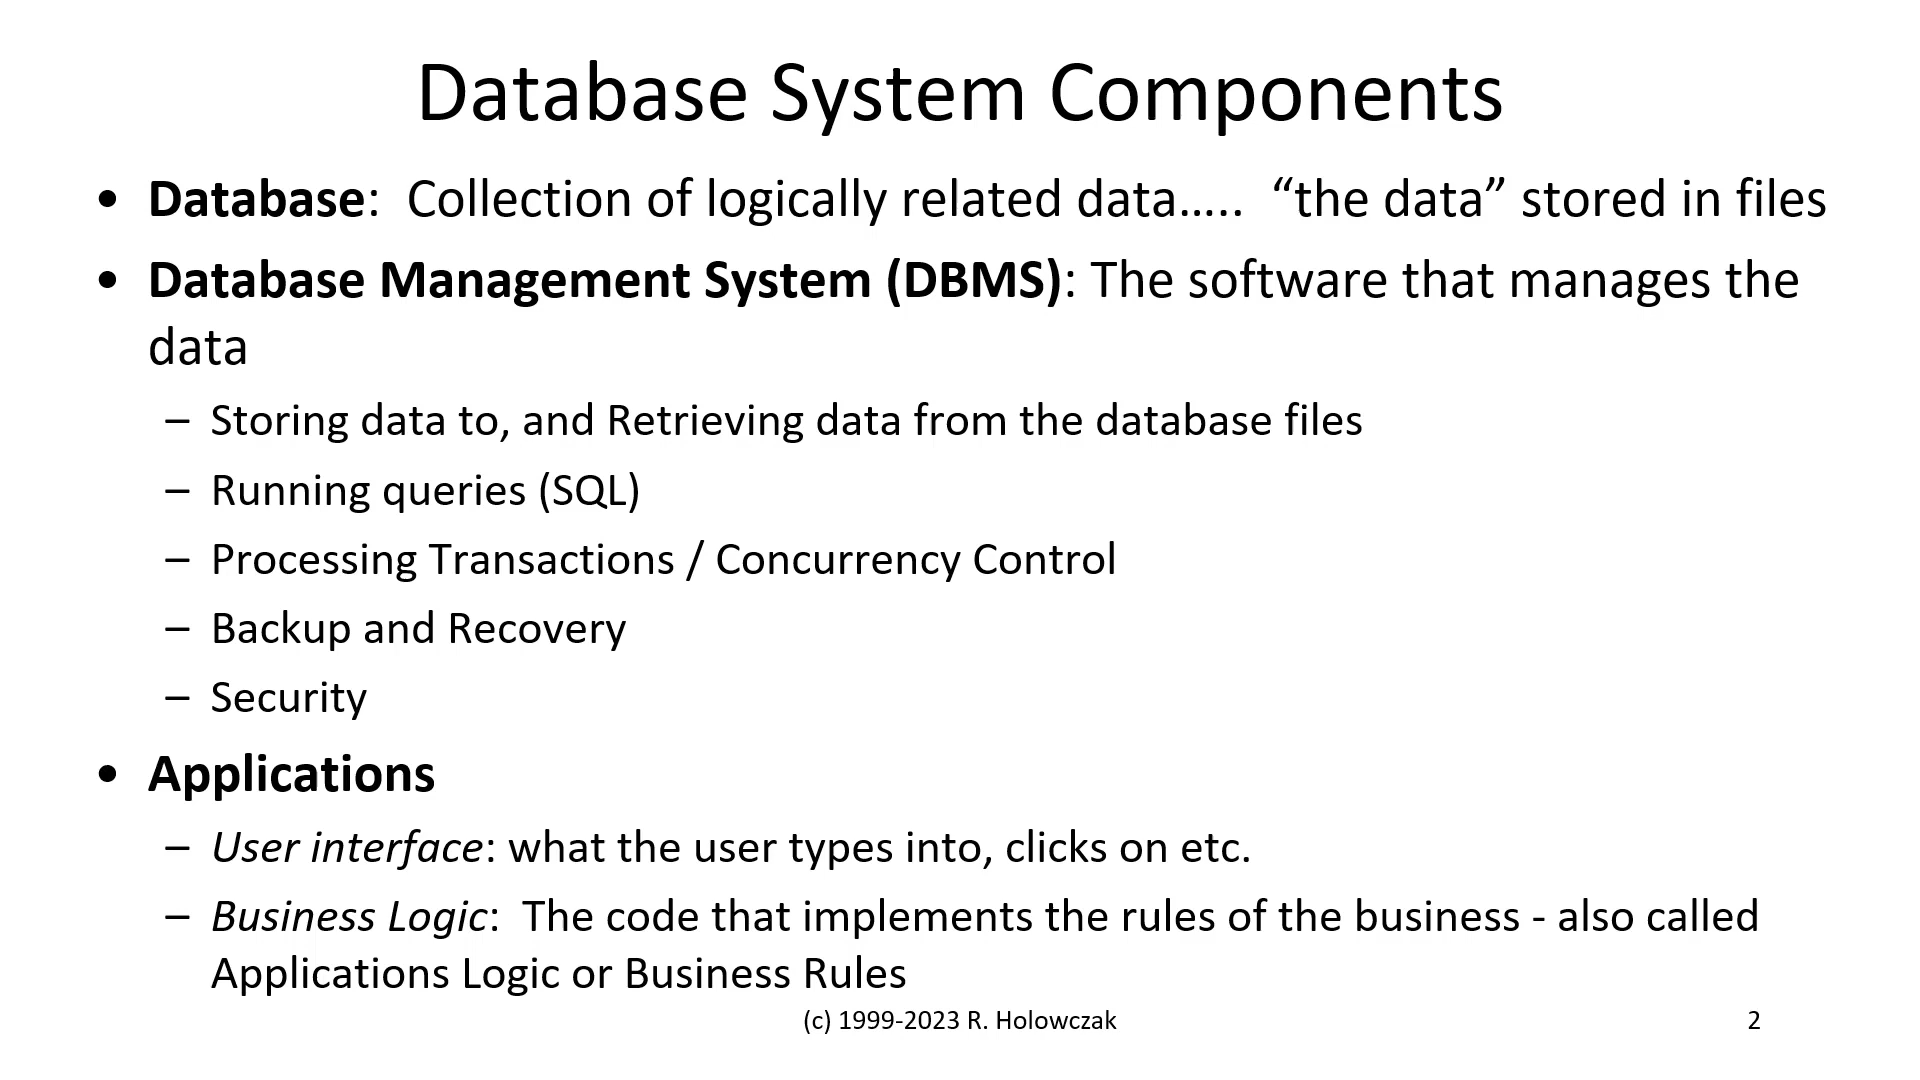 Database System Components
• Database:  Collection of logically related data…..  “the data” stored in files
• Database Management System (DBMS): The software that manages the
data
– Storing data to, and Retrieving data from the database files
– Running queries (SQL)
– Processing Transactions / Concurrency Control
– Backup and Recovery
– Security
• Applications
– User interface: what the user types into, clicks on etc.
– Business Logic:  The code that implements the rules of the business - also called
Applications Logic or Business Rules
(c) 1999-2023 R. Holowczak
2